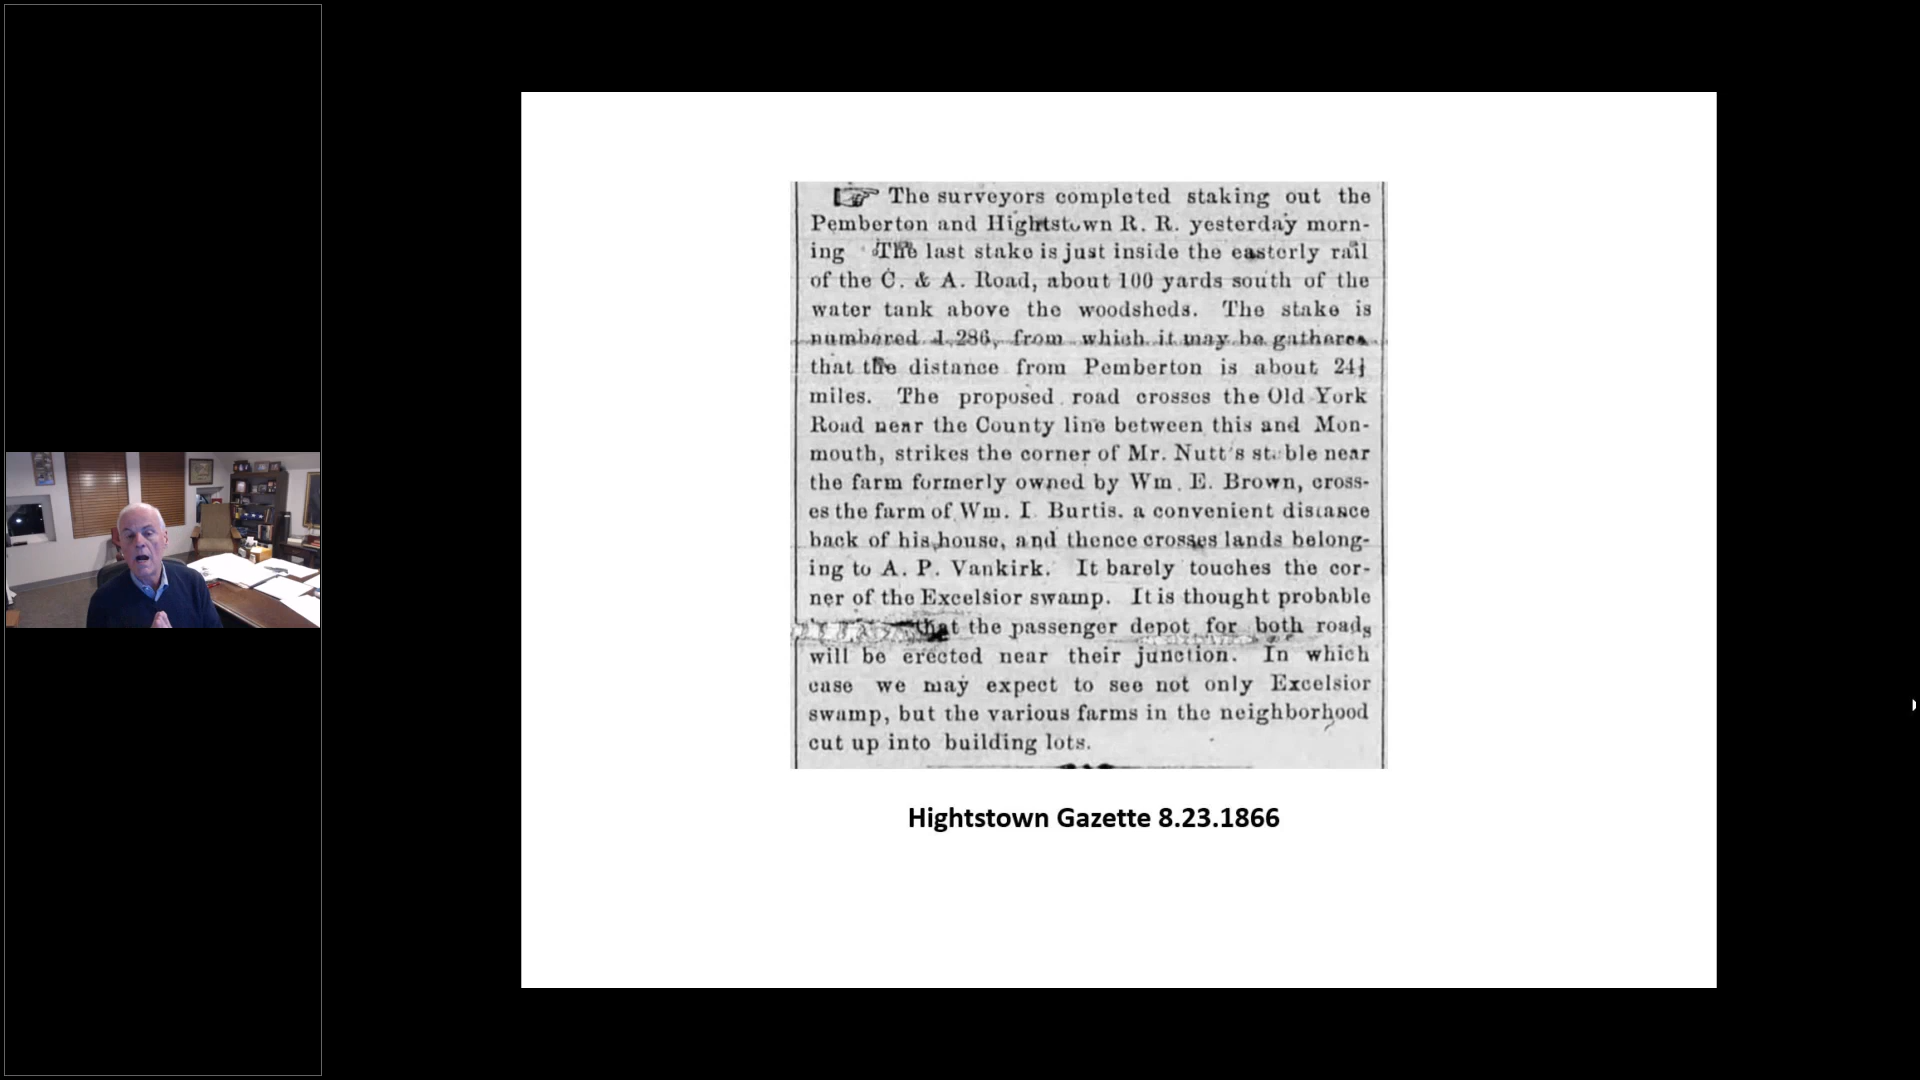 ☞ The surveyors completed staking out the
Pemberton and Hightstown R. R. yesterday morn-
ing The last stake is just inside the easterly rail
of the C. & A. Road, about 100 yards south of the
water tank above the woodsheds. The stake is
numbered 1,286, from which it may be gathered
that the distance from Pemberton is about 24½
miles. The proposed road crosses the Old York
Road near the County line between this and Mon-
mouth, strikes the corner of Mr. Nutt's stable near
the farm formerly owned by Wm. E. Brown, cross-
es the farm of Wm. I. Burtis, a convenient distance
back of his house, and thence crosses lands belong-
ing to A. P. Vankirk. It barely touches the cor-
ner of the Excelsior swamp. It is thought probable
that the passenger depot for both roads
will be erected near their junction. In which
case we may expect to see not only Excelsior
swamp, but the various farms in the neighborhood
cut up into building lots.
Hightstown Gazette 8.23.1866